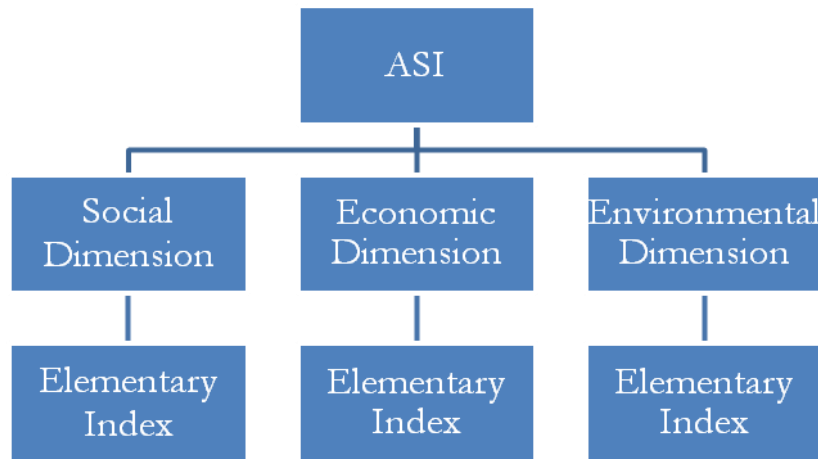 ASI
Social
Dimension
Economic
Dimension
Environmental
Dimension
Elementary
Index
Elementary
Index
Elementary
Index